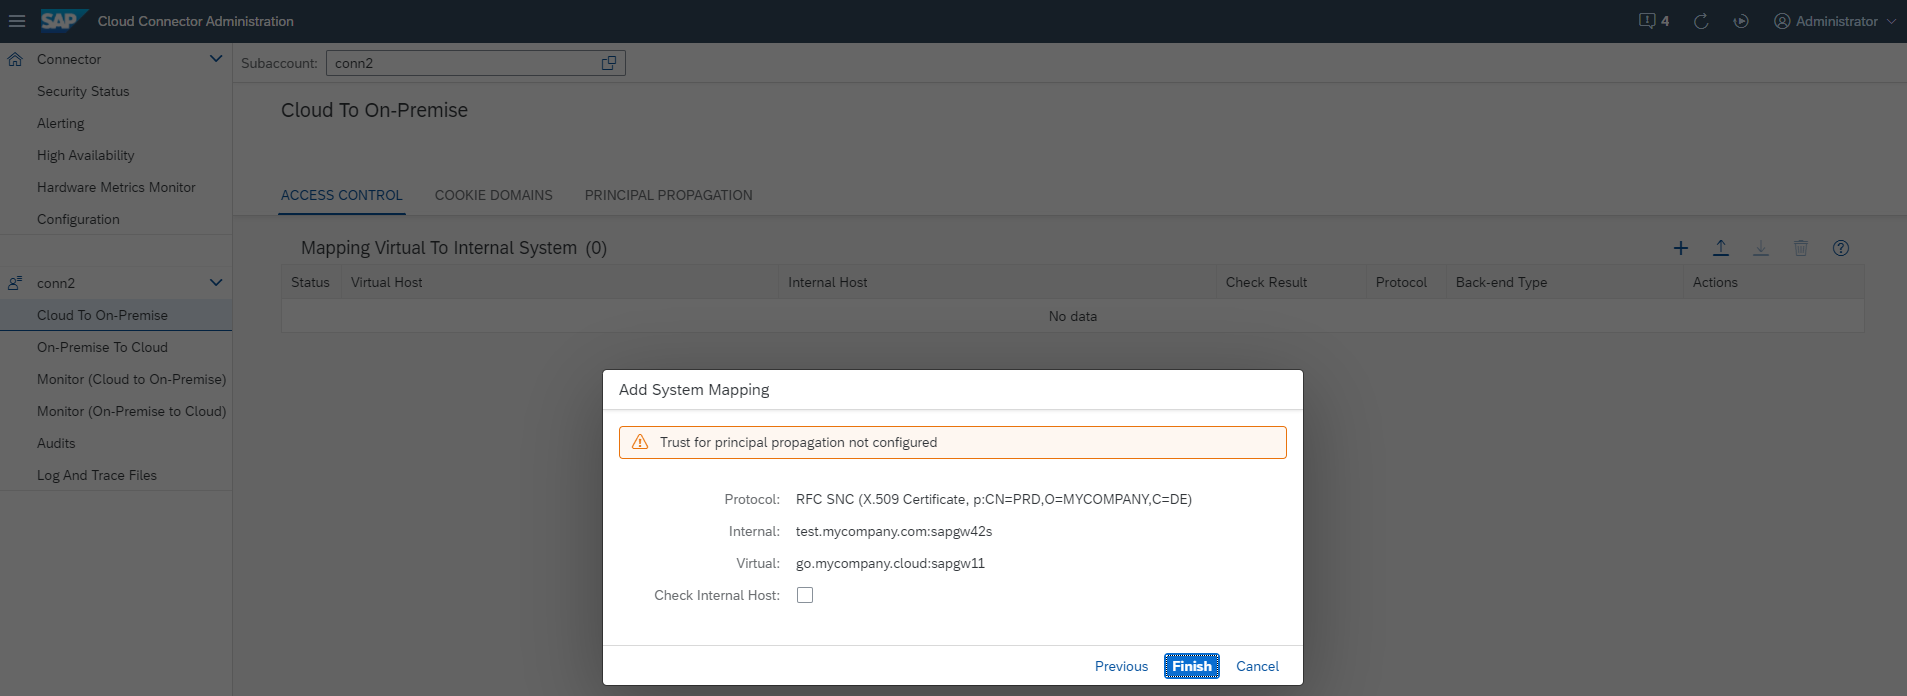 SAP Cloud Connector Administration
4
Administrator
Connector
Security Status
Alerting
High Availability
Hardware Metrics Monitor
Configuration
conn2
Cloud To On-Premise
On-Premise To Cloud
Monitor (Cloud to On-Premise)
Monitor (On-Premise to Cloud)
Audits
Log And Trace Files
Subaccount: conn2
Cloud To On-Premise
ACCESS CONTROL COOKIE DOMAINS PRINCIPAL PROPAGATION
Mapping Virtual To Internal System (0)
Status Virtual Host Internal Host Check Result Protocol Back-end Type Actions
No data
Add System Mapping
Trust for principal propagation not configured
Protocol: RFC SNC (X.509 Certificate, p:CN=PRD,O=MYCOMPANY,C=DE)
Internal: test.mycompany.com:sapgw42s
Virtual: go.mycompany.cloud:sapgw11
Check Internal Host:
Previous Finish Cancel